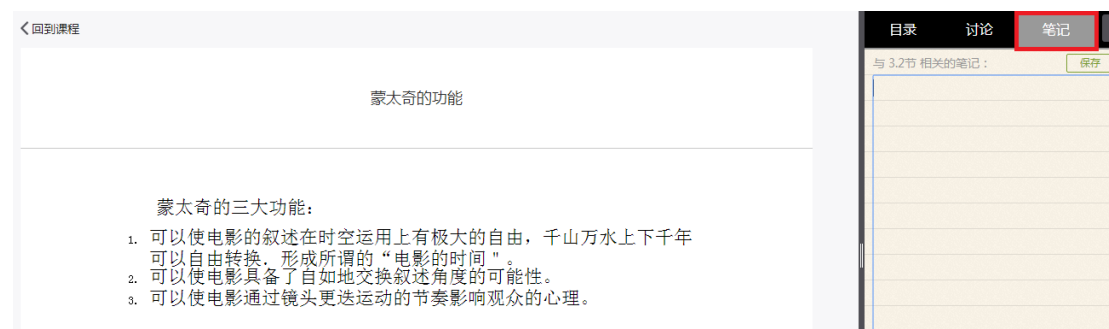 回到课程
目录 讨论 笔记
与 3.2节 相关的笔记：
保存
蒙太奇的功能
蒙太奇的三大功能：
1. 可以使电影的叙述在时空运用上有极大的自由，千山万水上下千年
可以自由转换．形成所谓的“电影的时间＂。
2. 可以使电影具备了自如地交换叙述角度的可能性。
3. 可以使电影通过镜头更迭运动的节奏影响观众的心理。